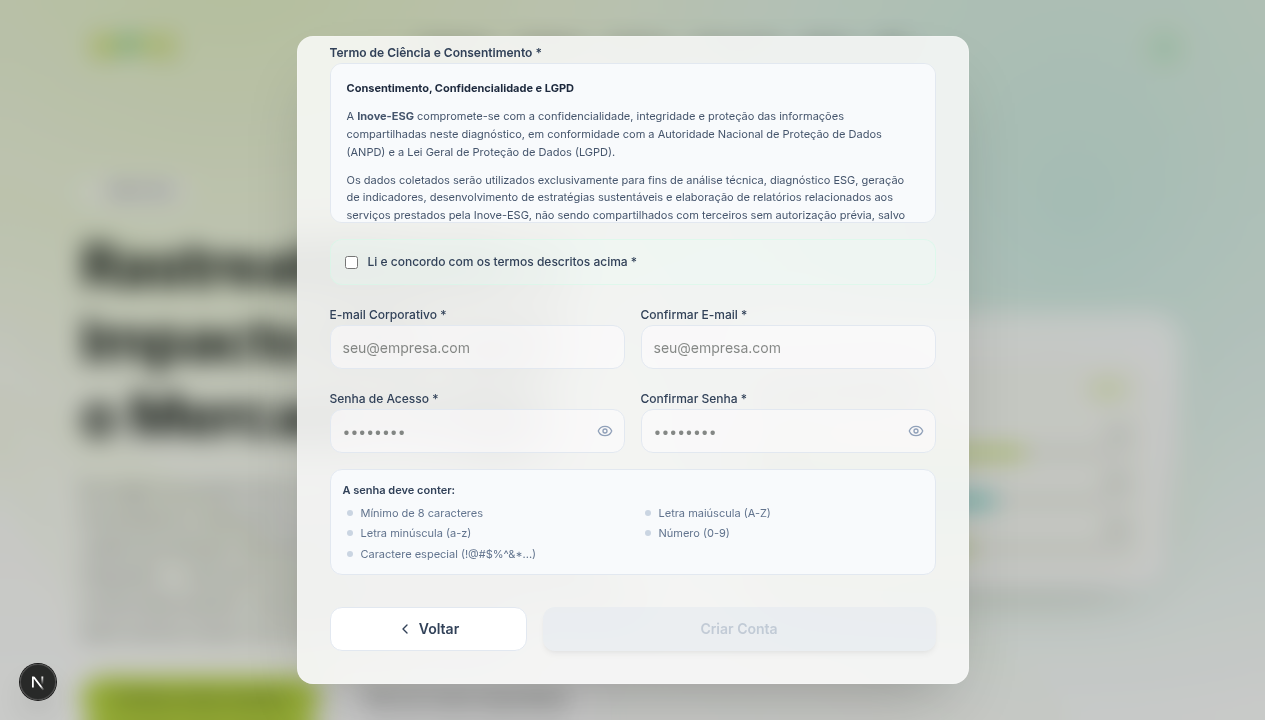 Termo de Ciência e Consentimento *
Consentimento, Confidencialidade e LGPD
A Inove-ESG compromete-se com a confidencialidade, integridade e proteção das informações
compartilhadas neste diagnóstico, em conformidade com a Autoridade Nacional de Proteção de Dados
(ANPD) e a Lei Geral de Proteção de Dados (LGPD).
Os dados coletados serão utilizados exclusivamente para fins de análise técnica, diagnóstico ESG, geração
de indicadores, desenvolvimento de estratégias sustentáveis e elaboração de relatórios relacionados aos
serviços prestados pela Inove-ESG, não sendo compartilhados com terceiros sem autorização prévia, salvo
Li e concordo com os termos descritos acima *
E-mail Corporativo *
Confirmar E-mail *
seu@empresa.com
seu@empresa.com
Senha de Acesso *
Confirmar Senha *
••••••••
••••••••
A senha deve conter:
Mínimo de 8 caracteres
Letra maiúscula (A-Z)
Letra minúscula (a-z)
Número (0-9)
Caractere especial (!@#$%^&*...)
Voltar
Criar Conta
Rastrea
Impacto
o Merca
N